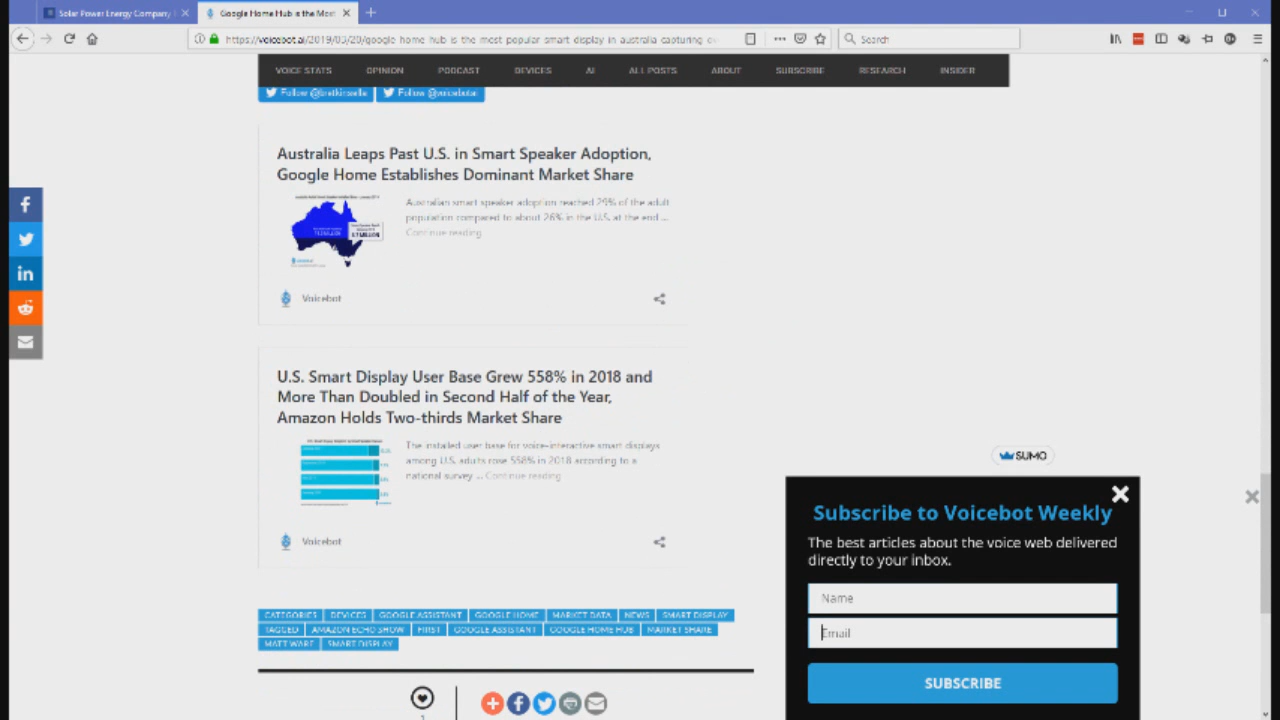 Solar Power Energy Company
Google Home Hub is the Most
https://voicebot.ai/2019/03/20/google-home-hub-is-the-most-popular-smart-display-in-australia-capturing-ov
Search
VOICE STATS OPINION PODCAST DEVICES AI ALL POSTS ABOUT SUBSCRIBE RESEARCH INSIDER
Follow @bretkinsella Follow @voicebotai
Australia Leaps Past U.S. in Smart Speaker Adoption,
Google Home Establishes Dominant Market Share
Australian smart speaker adoption reached 29% of the adult
population compared to about 26% in the U.S. at the end ...
Continue reading
Voicebot
U.S. Smart Display User Base Grew 558% in 2018 and
More Than Doubled in Second Half of the Year,
Amazon Holds Two-thirds Market Share
The installed user base for voice-interactive smart displays
among U.S. adults rose 558% in 2018 according to a
national survey ... Continue reading
Voicebot
CATEGORIES DEVICES GOOGLE ASSISTANT GOOGLE HOME MARKET DATA NEWS SMART DISPLAY
TAGGED AMAZON ECHO SHOW FIRST GOOGLE ASSISTANT GOOGLE HOME HUB MARKET SHARE
MATT WARE SMART DISPLAY
1
SUMO
Subscribe to Voicebot Weekly
The best articles about the voice web delivered
directly to your inbox.
Name
Email
SUBSCRIBE